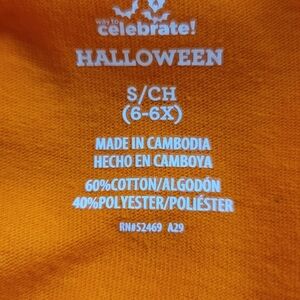 way to
celebrate!
HALLOWEEN
S/CH
(6-6X)
MADE IN CAMBODIA
HECHO EN CAMBOYA
60%COTTON/ALGODÓN
40%POLYESTER/POLIÉSTER
RN#52469 A29